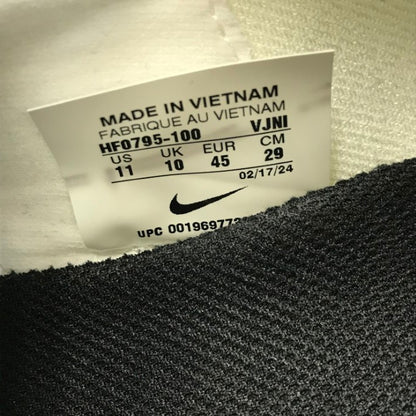 MADE IN VIETNAM
FABRIQUE AU VIETNAM
HF0795-100 VJNI
US UK EUR CM
11 10 45 29
02/17/24
UPC